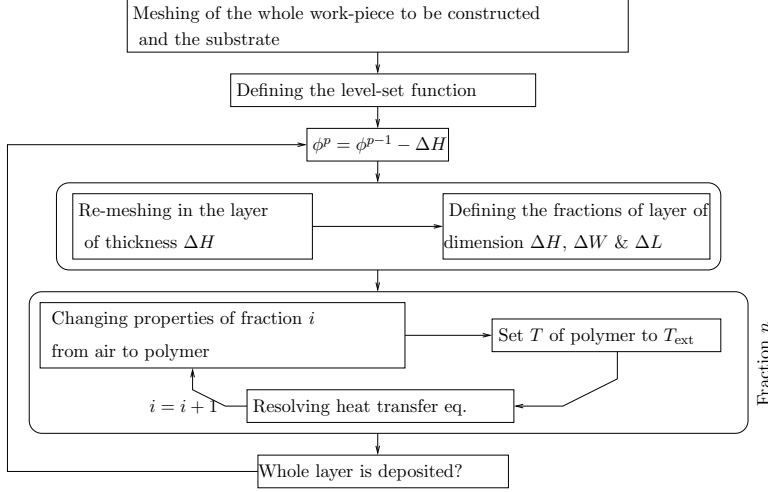 Meshing of the whole work-piece to be constructed
and the substrate
Defining the level-set function
ϕ^p = ϕ^{p−1} − ΔH
Re-meshing in the layer
of thickness ΔH
Defining the fractions of layer of
dimension ΔH, ΔW & ΔL
Changing properties of fraction i
from air to polymer
Set T of polymer to T_ext
i = i + 1
Resolving heat transfer eq.
Fraction n
Whole layer is deposited?